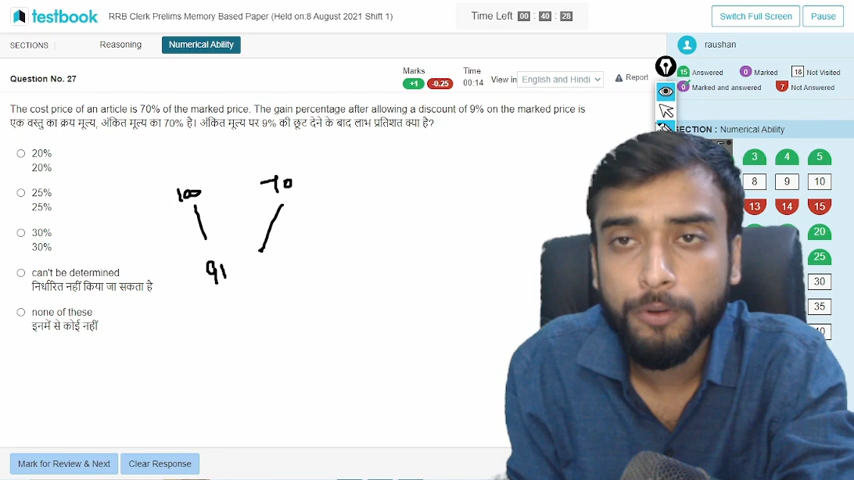 testbook
RRB Clerk Prelims Memory Based Paper (Held on:8 August 2021 Shift 1)
Time Left 00 : 40 : 28
Switch Full Screen
Pause
SECTIONS
Reasoning
Numerical Ability
raushan
Question No. 27
Marks
+1 -0.25
Time
00:14
View in
English and Hindi
Report
15 Answered
0 Marked
16 Not Visited
0 Marked and answered
7 Not Answered
SECTION : Numerical Ability
The cost price of an article is 70% of the marked price. The gain percentage after allowing a discount of 9% on the marked price is
एक वस्तु का क्रय मूल्य, अंकित मूल्य का 70% है। अंकित मूल्य पर 9% की छूट देने के बाद लाभ प्रतिशत क्या है?
20%
20%
25%
25%
30%
30%
can't be determined
निर्धारित नहीं किया जा सकता है
none of these
इनमें से कोई नहीं
100
70
91
3 4 5
8 9 10
13 14 15
20
25
30
35
Mark for Review & Next
Clear Response